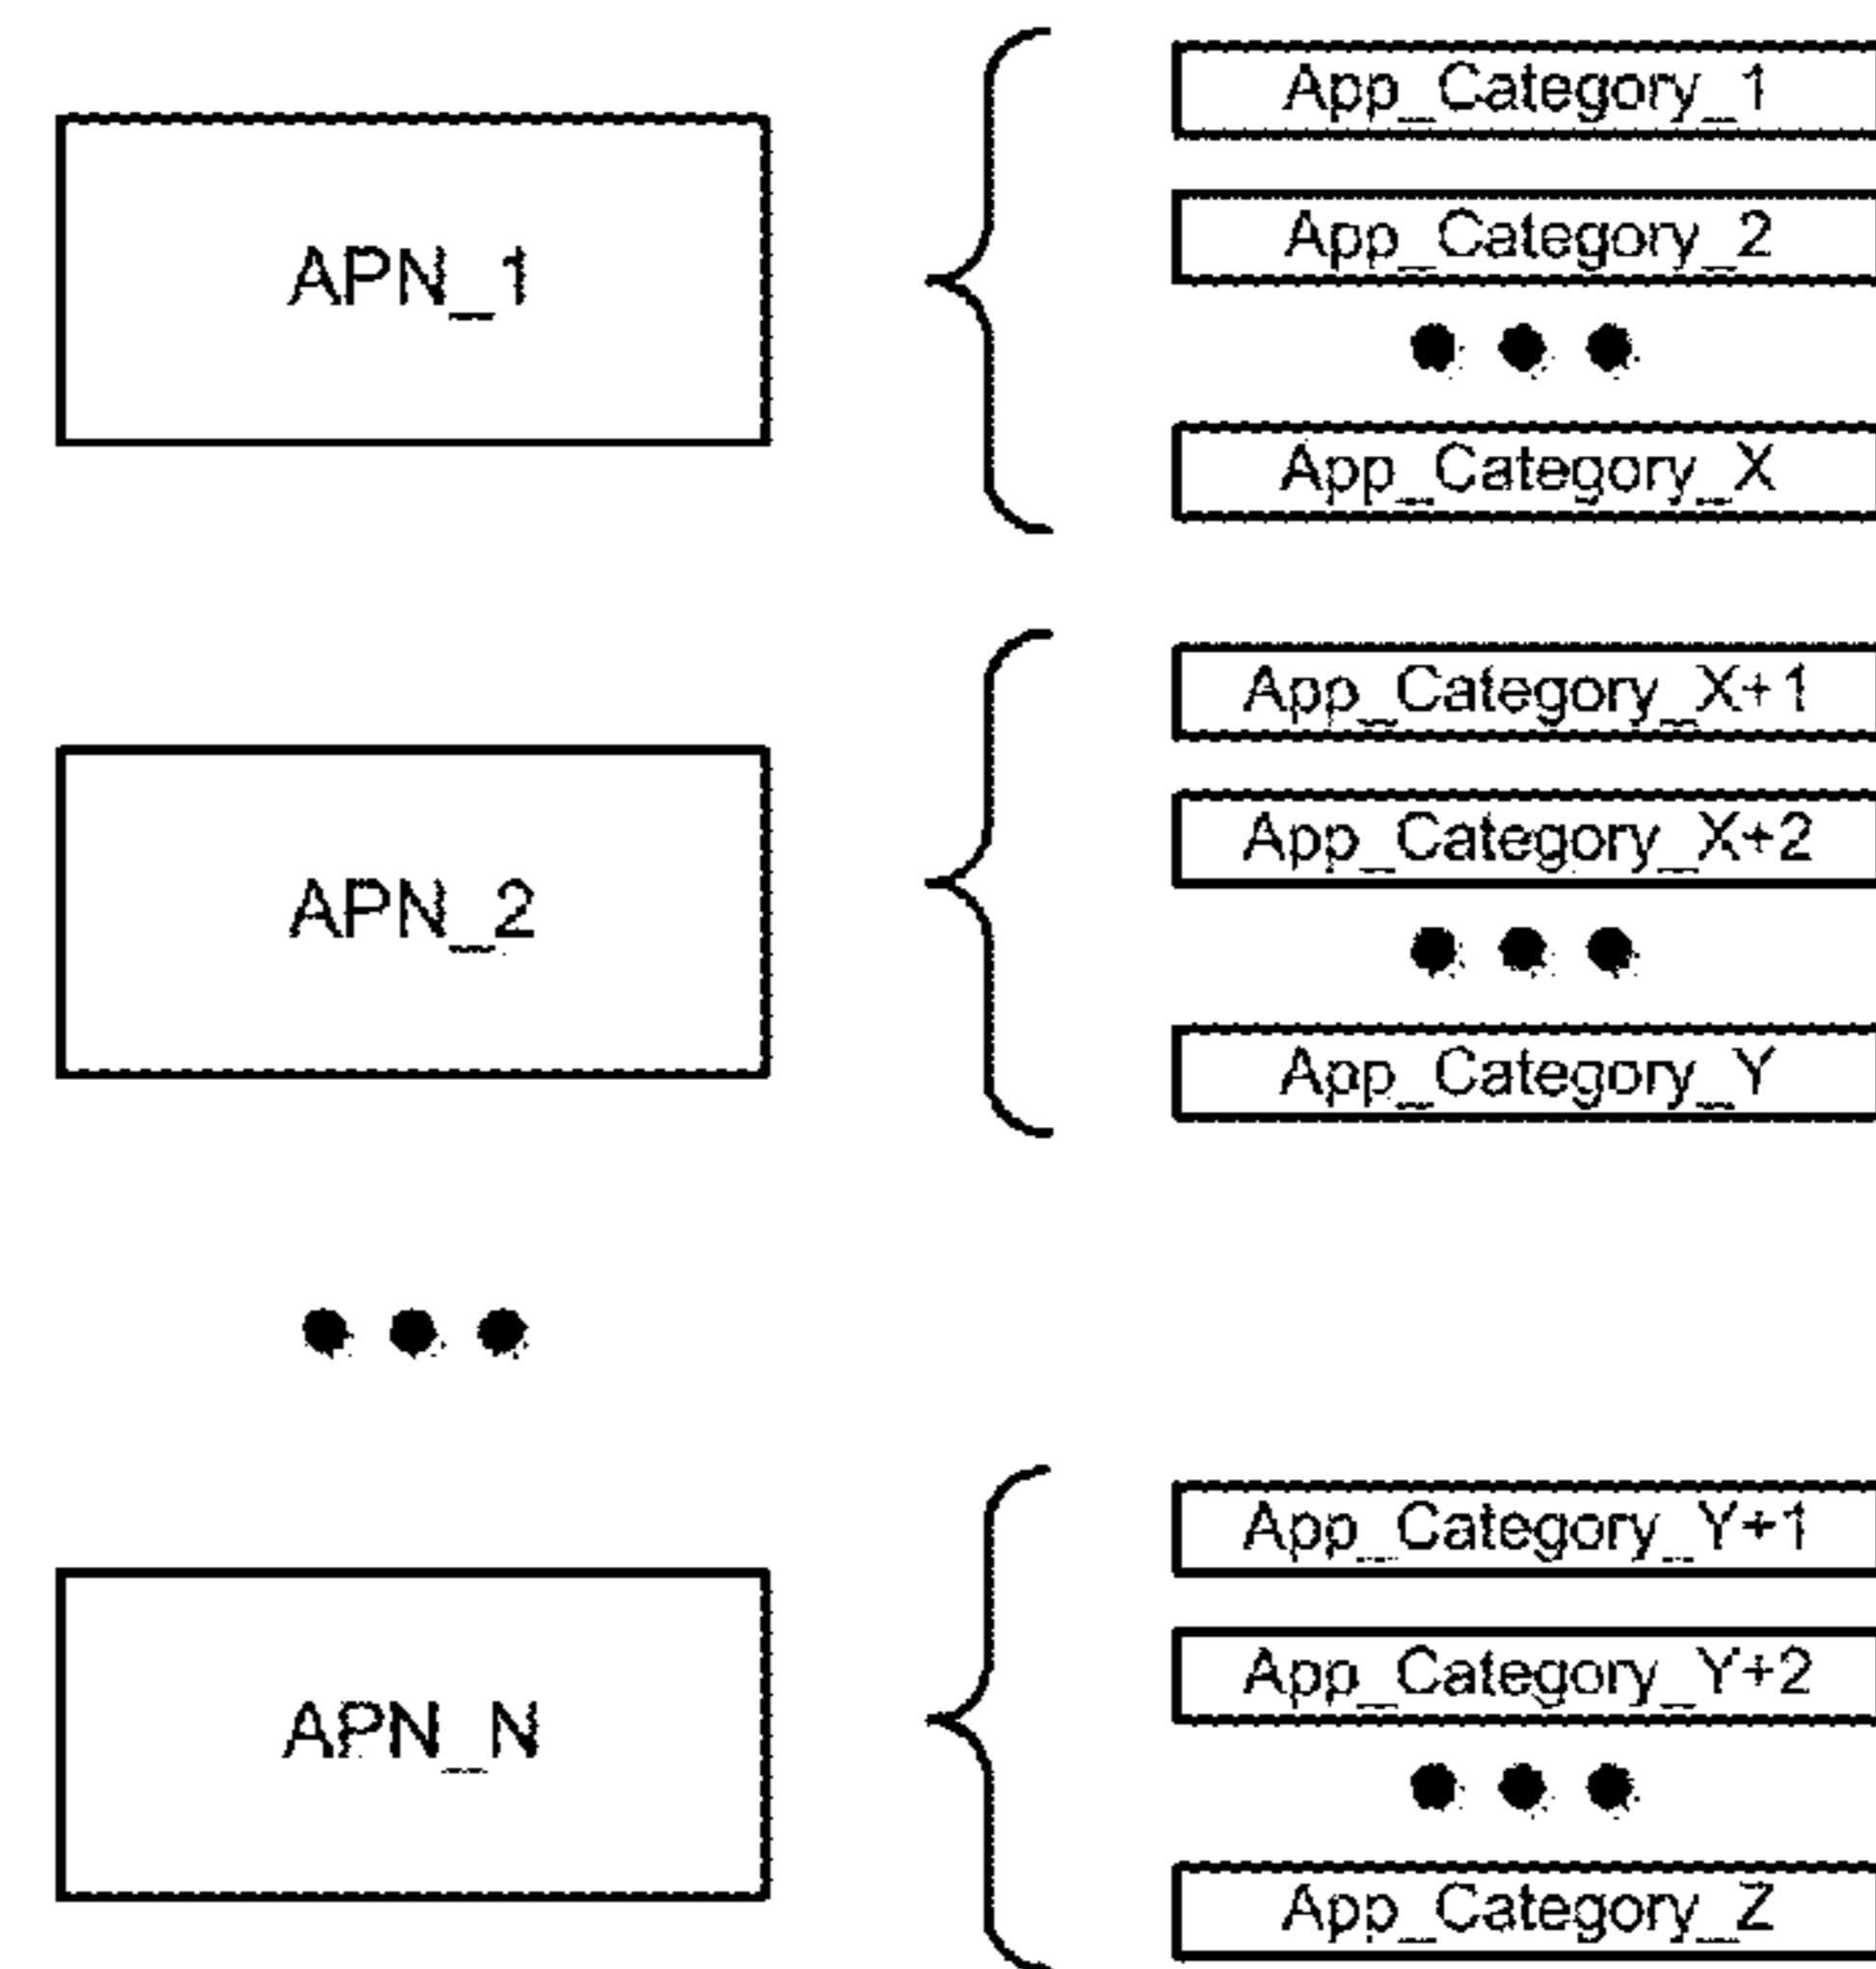 APN_1
App_Category_1
App_Category_2
App_Category_X
APN_2
App_Category_X+1
App_Category_X+2
App_Category_Y
APN_N
App_Category_Y+1
App_Category_Y+2
App_Category_Z